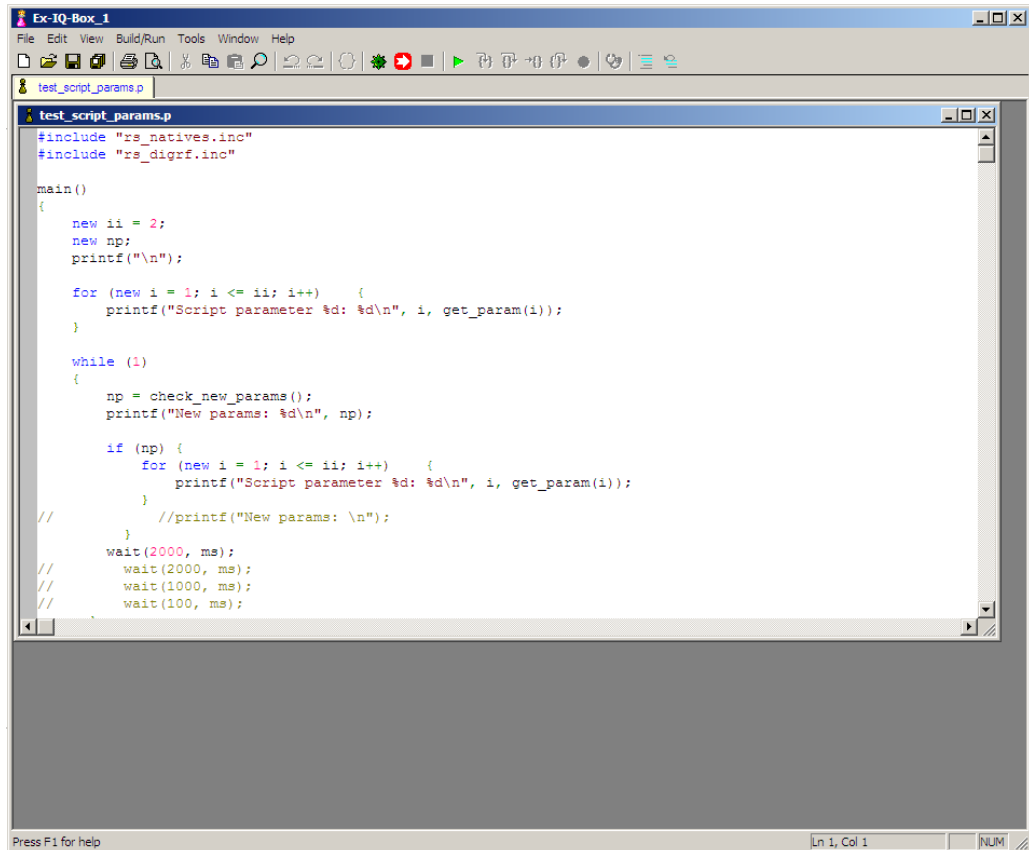 Ex-IQ-Box_1
File Edit View Build/Run Tools Window Help
test_script_params.p
test_script_params.p
#include "rs_natives.inc"
#include "rs_digrf.inc"
main()
{
    new ii = 2;
    new np;
    printf("\n");
    for (new i = 1; i <= ii; i++)    {
        printf("Script parameter %d: %d\n", i, get_param(i));
    }
    while (1)
    {
        np = check_new_params();
        printf("New params: %d\n", np);
        if (np) {
            for (new i = 1; i <= ii; i++)    {
                printf("Script parameter %d: %d\n", i, get_param(i));
            }
//            //printf("New params: \n");
          }
        wait(2000, ms);
//        wait(2000, ms);
//        wait(1000, ms);
//        wait(100, ms);
Press F1 for help
Ln 1, Col 1
NUM